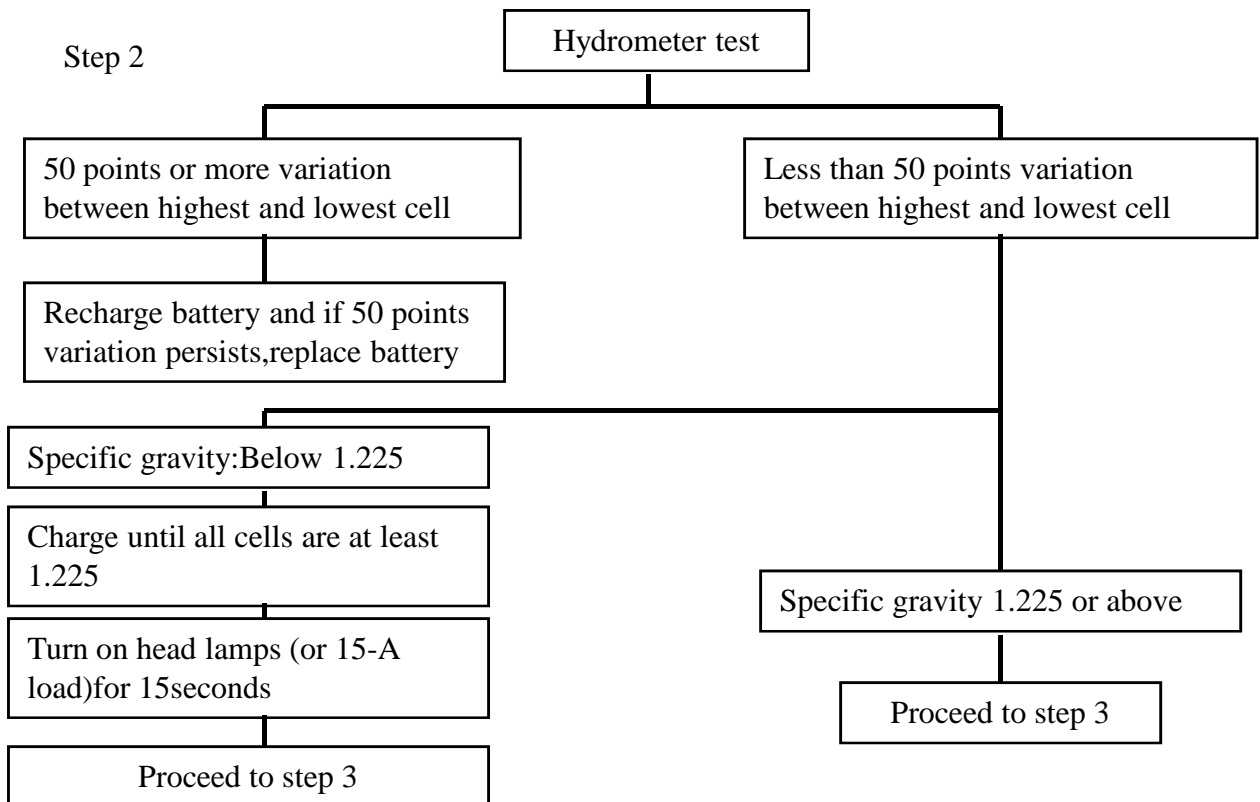 Step 2
Hydrometer test
50 points or more variation
between highest and lowest cell
Less than 50 points variation
between highest and lowest cell
Recharge battery and if 50 points
variation persists,replace battery
Specific gravity:Below 1.225
Charge until all cells are at least
1.225
Turn on head lamps (or 15-A
load)for 15seconds
Proceed to step 3
Specific gravity 1.225 or above
Proceed to step 3